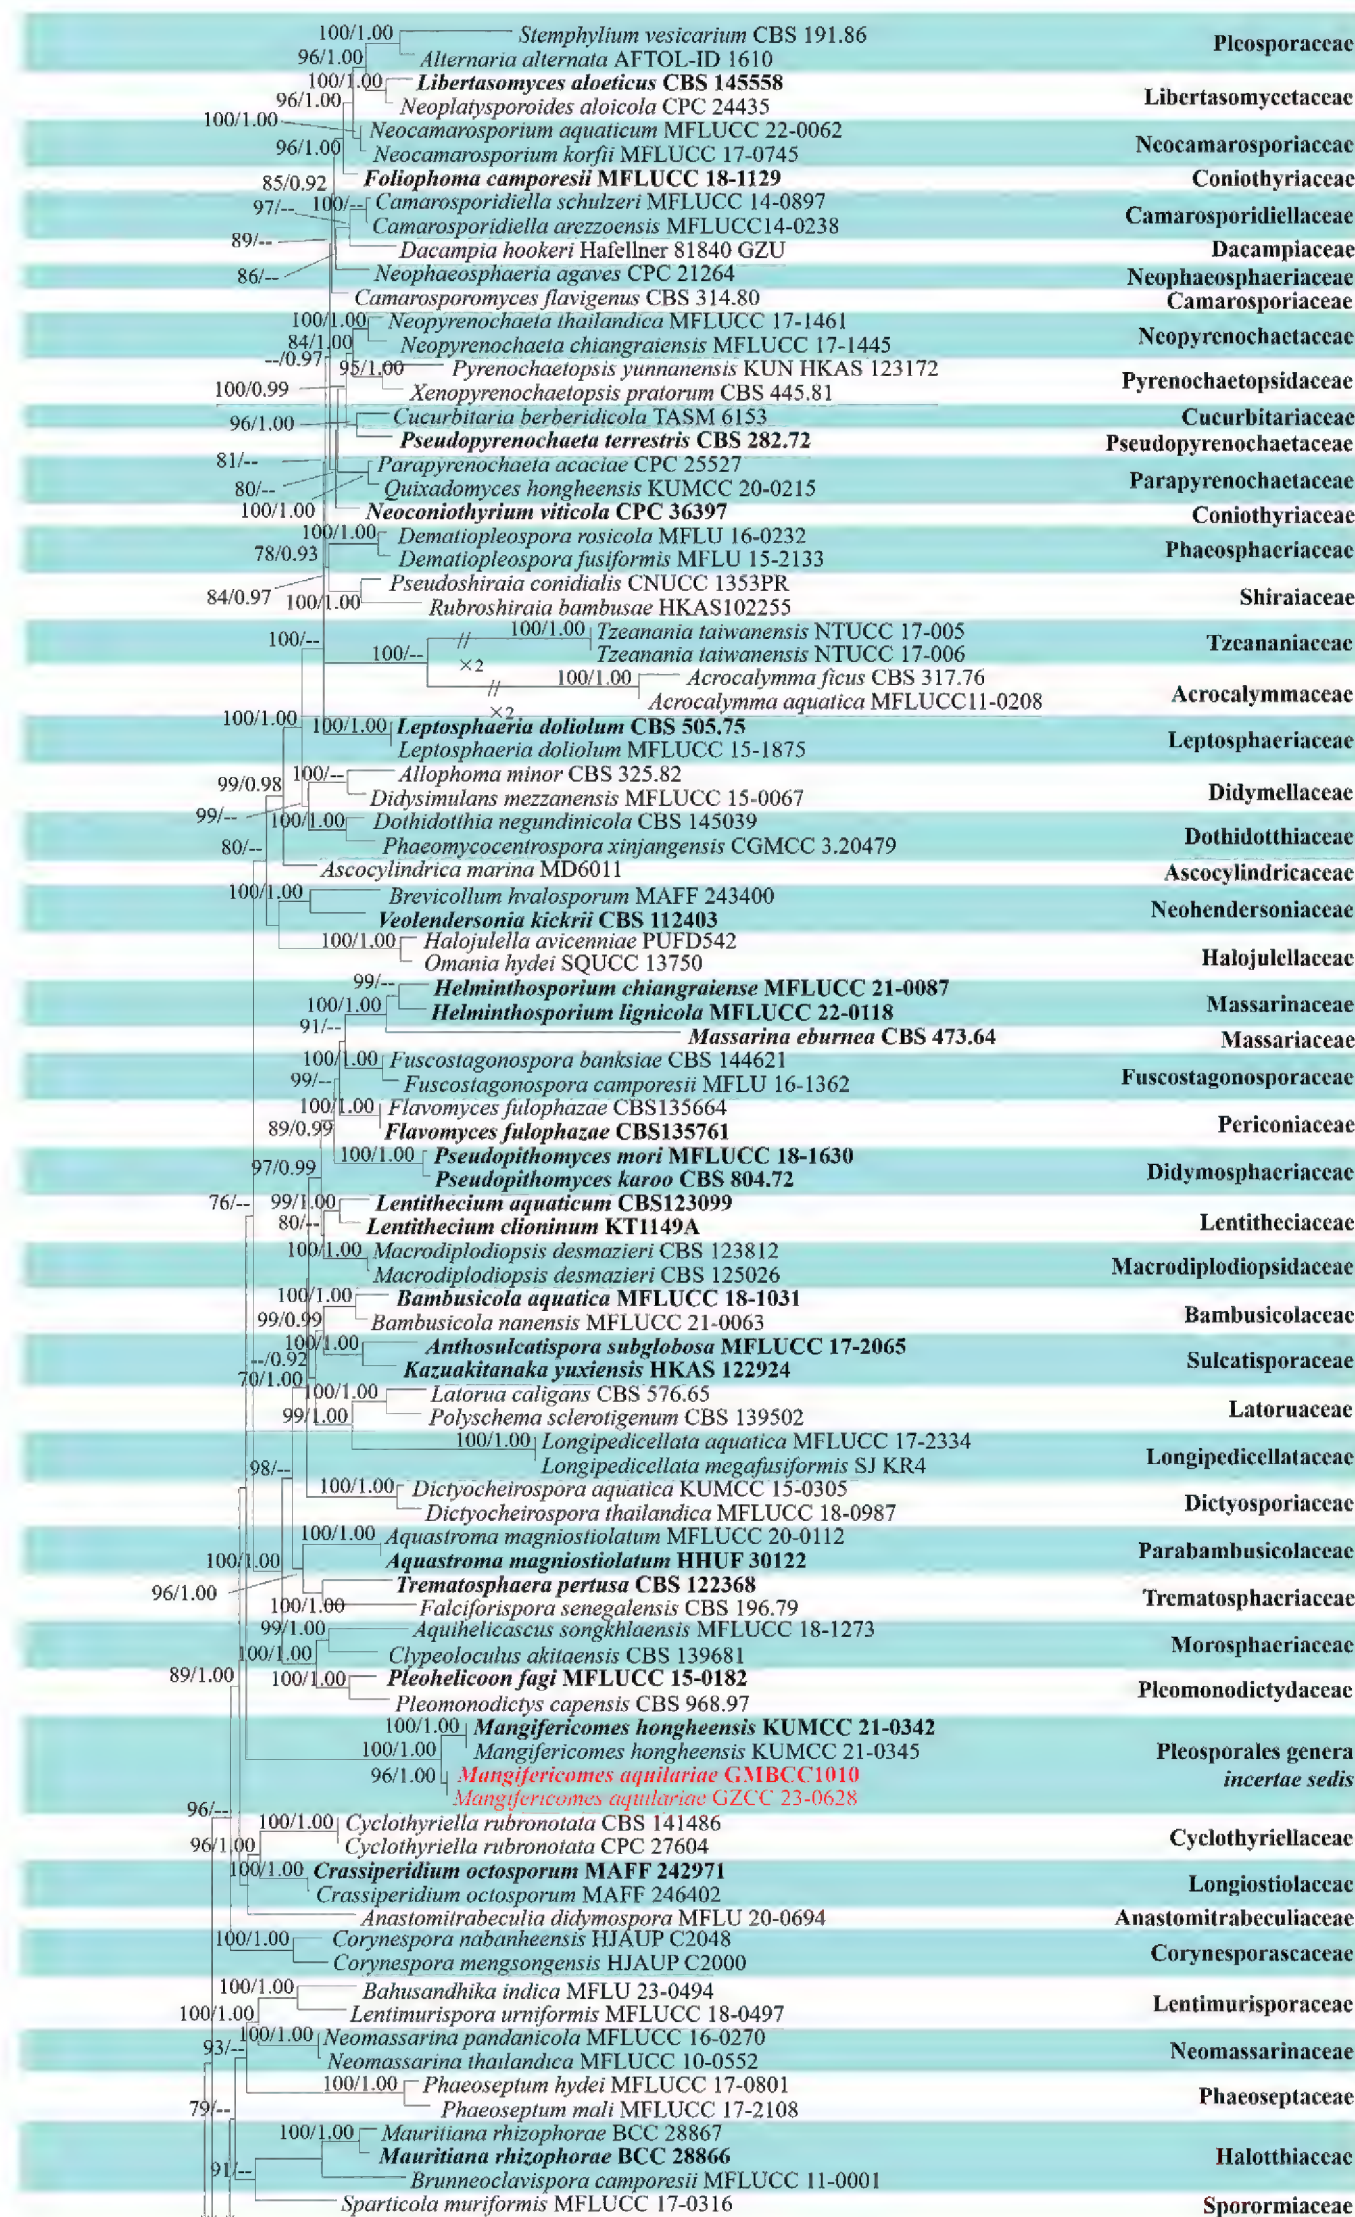 100/1.00 Stemphylium vesicarium CBS 191.86 Pleosporaceae
96/1.00 Alternaria alternata AFTOL-ID 1610
100/1.00 Libertasomyces aloeticus CBS 145558 Libertasomycetaceae
96/1.00 Neoplatysporoides aloicola CPC 24435
100/1.00 Neocamarosporium aquaticum MFLUCC 22-0062 Neocamarosporiaceae
96/1.00 Neocamarosporium korfii MFLUCC 17-0745
85/0.92 Foliophoma camporesii MFLUCC 18-1129 Coniothyriaceae
97/-- 100/-- Camarosporidiella schulzeri MFLUCC 14-0897 Camarosporidiellaceae
Camarosporidiella arezzoensis MFLUCC14-0238
89/-- Dacampia hookeri Hafellner 81840 GZU Dacampiaceae
86/-- Neophaeosphaeria agaves CPC 21264 Neophaeosphaeriaceae
Camarosporomyces flavigenus CBS 314.80 Camarosporiaceae
100/1.00 Neopyrenochaeta thailandica MFLUCC 17-1461 Neopyrenochaetaceae
84/1.00 Neopyrenochaeta chiangraiensis MFLUCC 17-1445
--/0.97 95/1.00 Pyrenochaetopsis yunnanensis KUN HKAS 123172 Pyrenochaetopsidaceae
100/0.99 Xenopyrenochaetopsis pratorum CBS 445.81
96/1.00 Cucurbitaria berberidicola TASM 6153 Cucurbitariaceae
Pseudopyrenochaeta terrestris CBS 282.72 Pseudopyrenochaetaceae
81/-- Parapyrenochaeta acaciae CPC 25527 Parapyrenochaetaceae
80/-- Quixadomyces hongheensis KUMCC 20-0215
100/1.00 Neoconiothyrium viticola CPC 36397 Coniothyriaceae
100/1.00 Dematiopleospora rosicola MFLU 16-0232 Phaeosphaeriaceae
78/0.93 Dematiopleospora fusiformis MFLU 15-2133
Pseudoshiraia conidialis CNUCC 1353PR Shiraiaceae
84/0.97 100/1.00 Rubroshiraia bambusae HKAS102255
100/-- // 100/1.00 Tzeanania taiwanensis NTUCC 17-005 Tzeananiaceae
100/-- ×2 Tzeanania taiwanensis NTUCC 17-006
// 100/1.00 Acrocalymma ficus CBS 317.76 Acrocalymmaceae
×2 Acrocalymma aquatica MFLUCC11-0208
100/1.00 100/1.00 Leptosphaeria doliolum CBS 505.75 Leptosphaeriaceae
Leptosphaeria doliolum MFLUCC 15-1875
99/0.98 100/-- Allophoma minor CBS 325.82 Didymellaceae
Didysimulans mezzanensis MFLUCC 15-0067
99/-- 100/1.00 Dothidotthia negundinicola CBS 145039 Dothidotthiaceae
80/-- Phaeomycocentrospora xinjangensis CGMCC 3.20479
Ascocylindrica marina MD6011 Ascocylindricaceae
100/1.00 Brevicollum hvalosporum MAFF 243400 Neohendersoniaceae
Veolendersonia kickrii CBS 112403
100/1.00 Halojulella avicenniae PUFD542 Halojulellaceae
Omania hydei SQUCC 13750
99/-- Helminthosporium chiangraiense MFLUCC 21-0087 Massarinaceae
100/1.00 Helminthosporium lignicola MFLUCC 22-0118
91/-- Massarina eburnea CBS 473.64 Massariaceae
100/1.00 Fuscostagonospora banksiae CBS 144621 Fuscostagonosporaceae
99/-- Fuscostagonospora camporesii MFLU 16-1362
100/1.00 Flavomyces fulophazae CBS135664 Periconiaceae
89/0.99 Flavomyces fulophazae CBS135761
100/1.00 Pseudopithomyces mori MFLUCC 18-1630 Didymosphaeriaceae
97/0.99 Pseudopithomyces karoo CBS 804.72
76/-- 99/1.00 Lentithecium aquaticum CBS123099 Lentitheciaceae
80/-- Lentithecium clioninum KT1149A
100/1.00 Macrodiplodiopsis desmazieri CBS 123812 Macrodiplodiopsidaceae
Macrodiplodiopsis desmazieri CBS 125026
100/1.00 Bambusicola aquatica MFLUCC 18-1031 Bambusicolaceae
99/0.99 Bambusicola nanensis MFLUCC 21-0063
100/1.00 Anthosulcatispora subglobosa MFLUCC 17-2065 Sulcatisporaceae
--/0.92 Kazuakitanaka yuxiensis HKAS 122924
70/1.00 100/1.00 Latorua caligans CBS 576.65 Latoruaceae
99/1.00 Polyschema sclerotigenum CBS 139502
100/1.00 Longipedicellata aquatica MFLUCC 17-2334 Longipedicellataceae
98/-- Longipedicellata megafusiformis SJ KR4
100/1.00 Dictyocheirospora aquatica KUMCC 15-0305 Dictyosporiaceae
Dictyocheirospora thailandica MFLUCC 18-0987
100/1.00 Aquastroma magniostiolatum MFLUCC 20-0112 Parabambusicolaceae
100/1.00 Aquastroma magniostiolatum HHUF 30122
96/1.00 Trematosphaera pertusa CBS 122368 Trematosphaeriaceae
100/1.00 Falciforispora senegalensis CBS 196.79
99/1.00 Aquihelicascus songkhlaensis MFLUCC 18-1273 Morosphaeriaceae
100/1.00 Clypeoloculus akitaensis CBS 139681
89/1.00 100/1.00 Pleohelicoon fagi MFLUCC 15-0182 Pleomonodictydaceae
Pleomonodictys capensis CBS 968.97
100/1.00 Mangifericomes hongheensis KUMCC 21-0342 Pleosporales genera
100/1.00 Mangifericomes hongheensis KUMCC 21-0345
96/1.00 Mangifericomes aquilariae GMBCC1010 incertae sedis
Mangifericomes aquilariae GZCC 23-0628
96/-- 100/1.00 Cyclothyriella rubronotata CBS 141486 Cyclothyriellaceae
96/1.00 Cyclothyriella rubronotata CPC 27604
100/1.00 Crassiperidium octosporum MAFF 242971 Longiostiolaceae
Crassiperidium octosporum MAFF 246402
Anastomitrabeculia didymospora MFLU 20-0694 Anastomitrabeculiaceae
100/1.00 Corynespora nabanheensis HJAUP C2048 Corynesporascaceae
Corynespora mengsongensis HJAUP C2000
100/1.00 Bahusandhika indica MFLU 23-0494 Lentimurisporaceae
100/1.00 Lentimurispora urniformis MFLUCC 18-0497
93/-- 100/1.00 Neomassarina pandanicola MFLUCC 16-0270 Neomassarinaceae
Neomassarina thailandica MFLUCC 10-0552
100/1.00 Phaeoseptum hydei MFLUCC 17-0801 Phaeoseptaceae
79/-- Phaeoseptum mali MFLUCC 17-2108
100/1.00 Mauritiana rhizophorae BCC 28867 Halotthiaceae
Mauritiana rhizophorae BCC 28866
91/-- Brunneoclavispora camporesii MFLUCC 11-0001
Sparticola muriformis MFLUCC 17-0316 Sporormiaceae